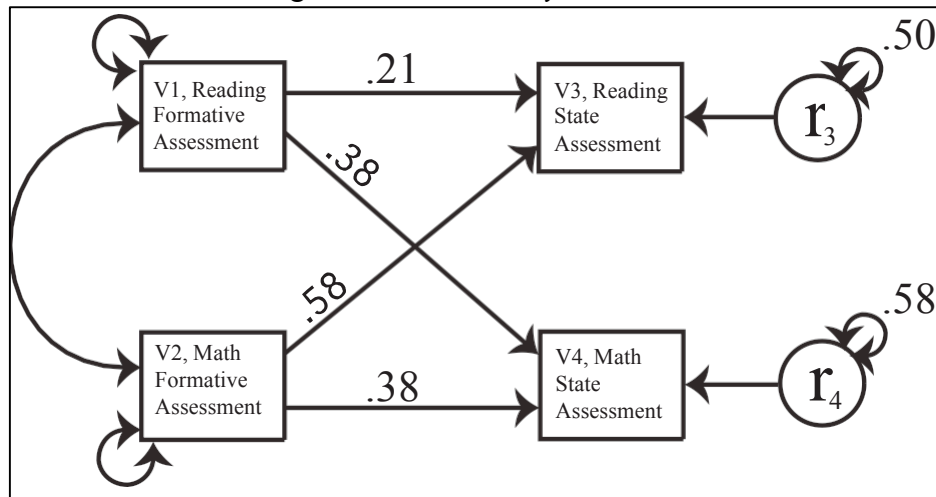 .50
.21
V1, Reading
Formative
Assessment
V3, Reading
State
Assessment
r3
.38
.58
.58
V2, Math
Formative
Assessment
V4, Math
State
Assessment
.38
r4